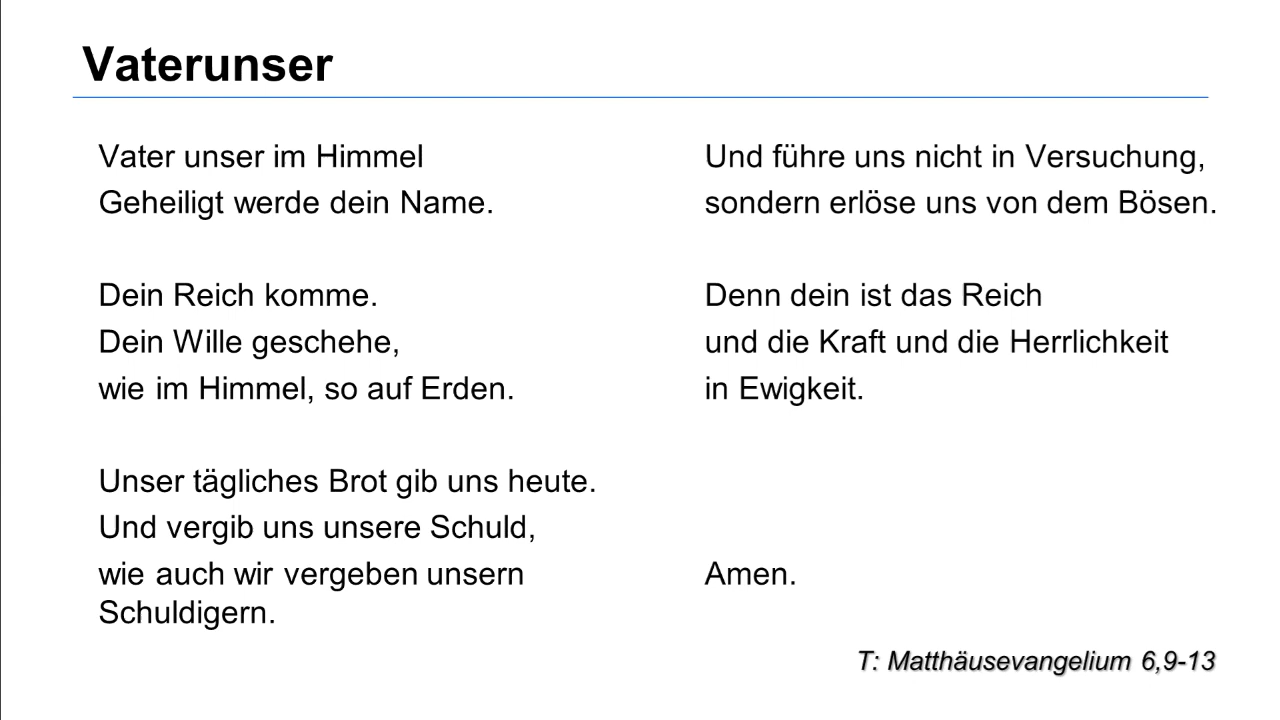 Vaterunser
Vater unser im Himmel
Geheiligt werde dein Name.
Dein Reich komme.
Dein Wille geschehe,
wie im Himmel, so auf Erden.
Unser tägliches Brot gib uns heute.
Und vergib uns unsere Schuld,
wie auch wir vergeben unsern
Schuldigern.
Und führe uns nicht in Versuchung,
sondern erlöse uns von dem Bösen.
Denn dein ist das Reich
und die Kraft und die Herrlichkeit
in Ewigkeit.
Amen.
T: Matthäusevangelium 6,9-13